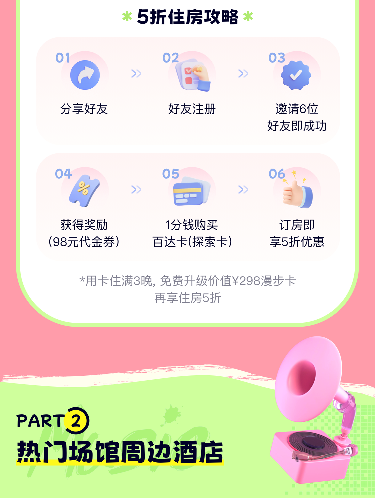 *5折住房攻略*
01 02 03
分享好友 好友注册 邀请6位
好友即成功
04 05 06
获得奖励 1分钱购买 订房即
(98元代金券) 百达卡(探索卡) 享5折优惠
*用卡住满3晚, 免费升级价值¥298漫步卡
再享住房5折
PART2
热门场馆周边酒店